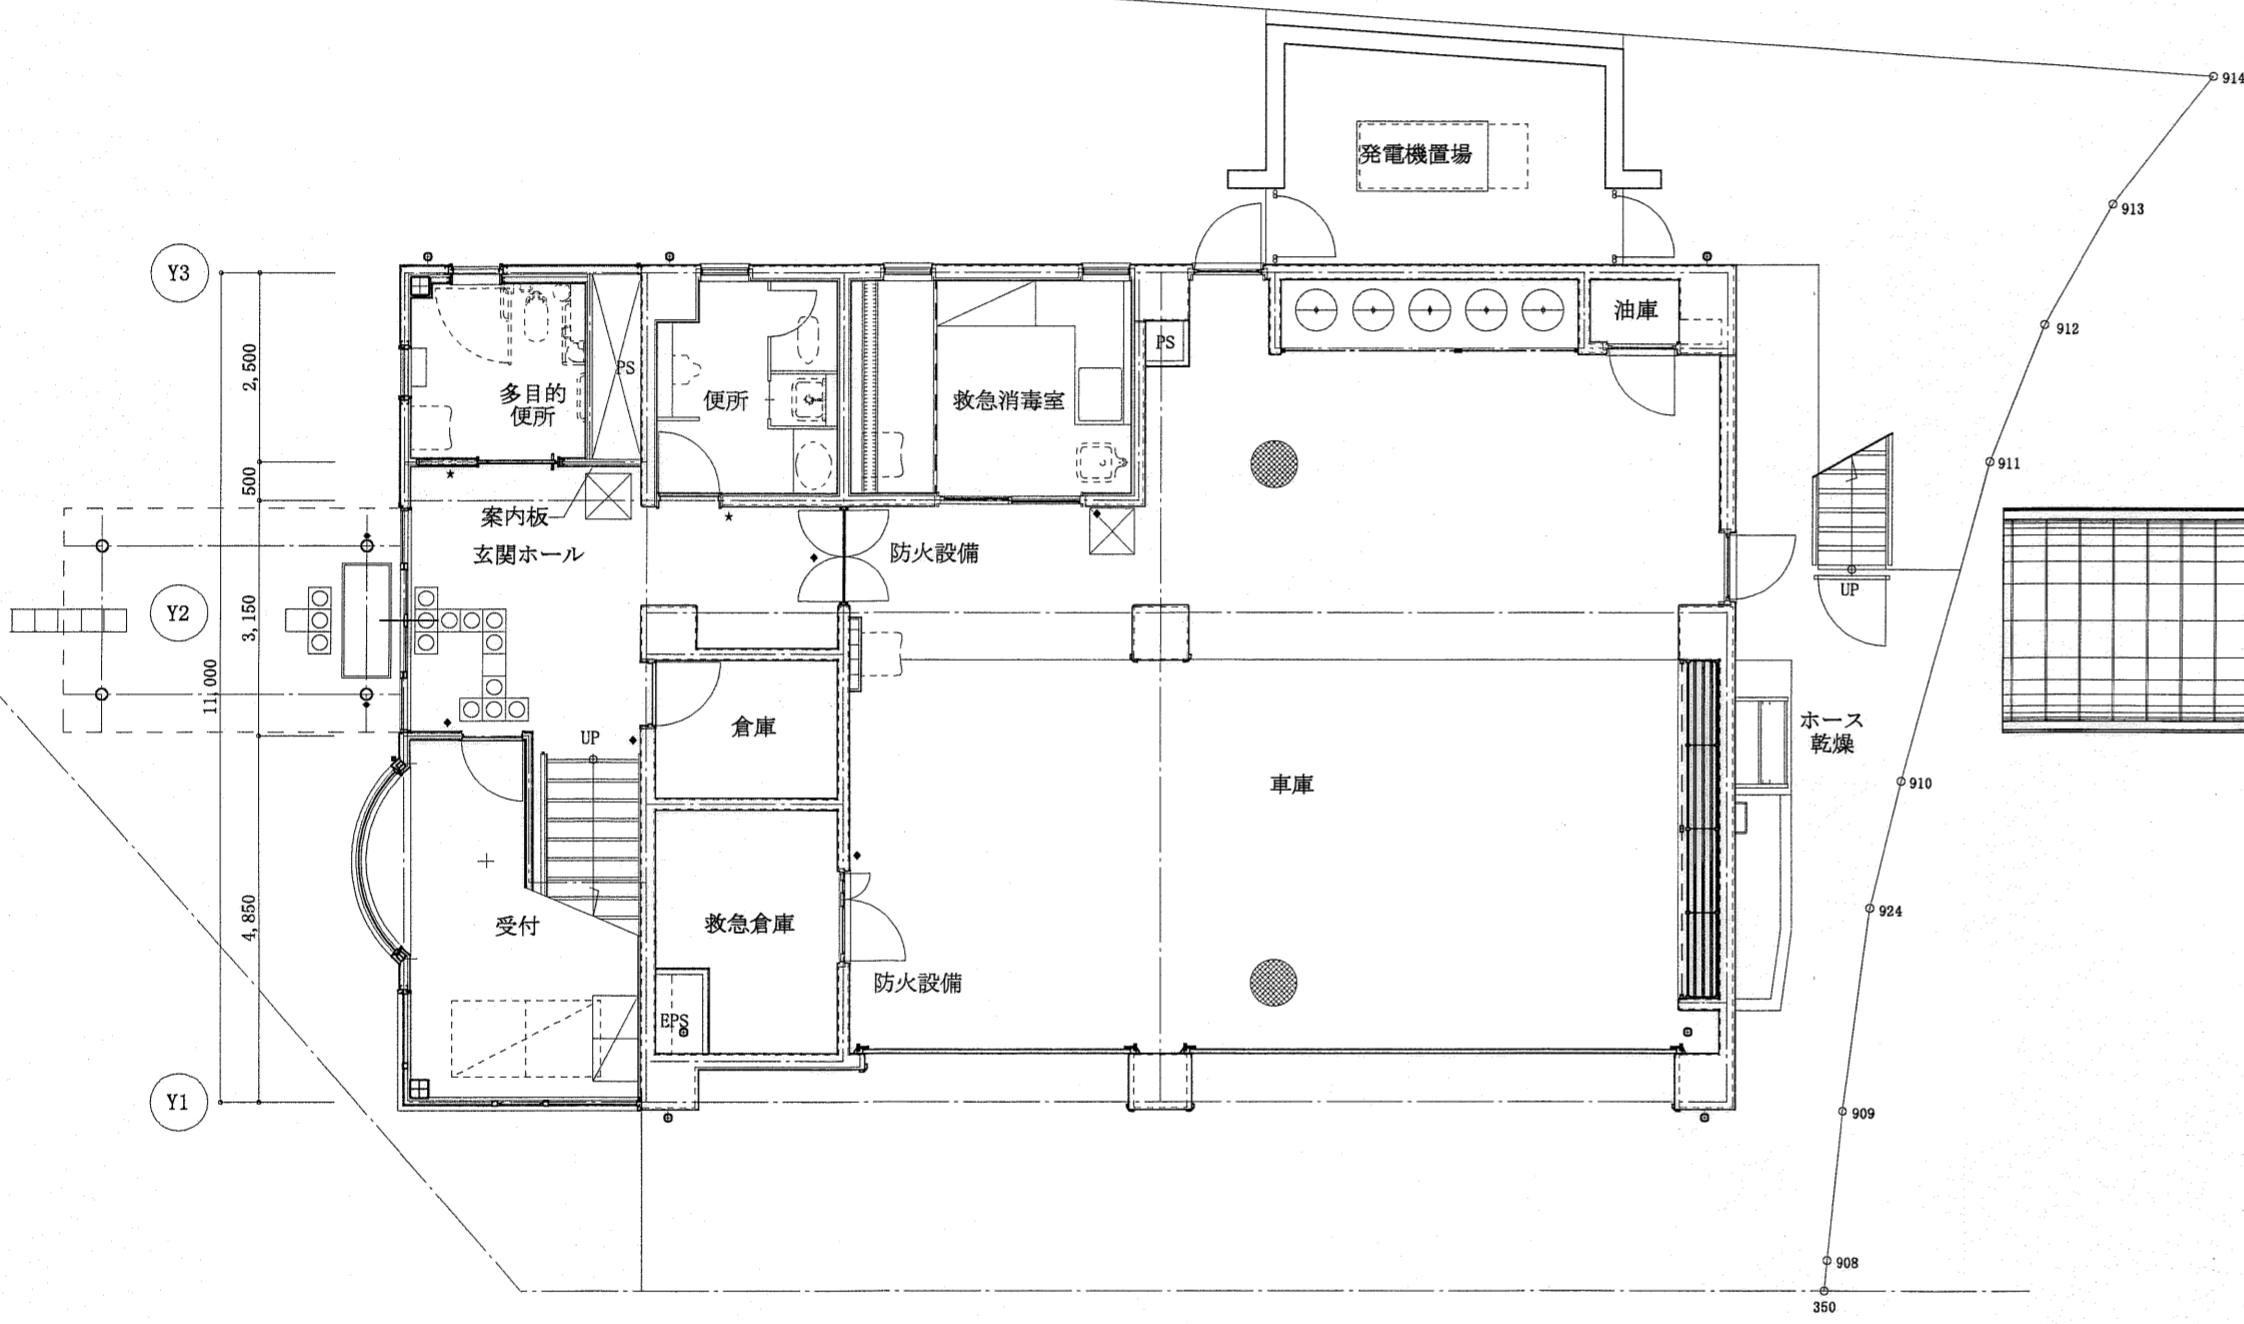 914
発電機置場
913
Y3
油庫
912
PS
2,500
PS
多目的
便所
便所
救急消毒室
911
500
案内板
玄関ホール
防火設備
UP
Y2
3,150
11,000
ホース
乾燥
倉庫
UP
車庫
910
924
4,850
受付
救急倉庫
防火設備
EPS
Y1
909
908
350